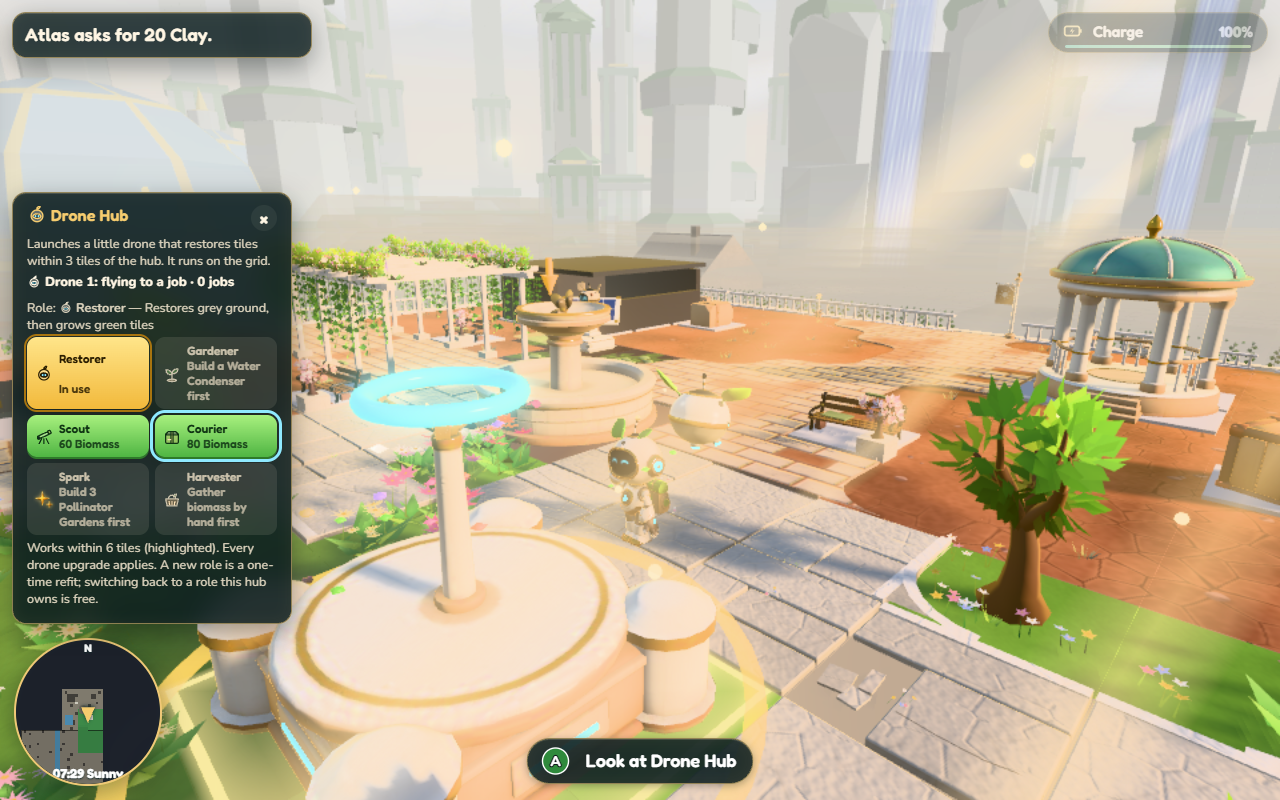 Atlas asks for 20 Clay.
Charge 100%
Drone Hub
Launches a little drone that restores tiles
within 3 tiles of the hub. It runs on the grid.
Drone 1: flying to a job · 0 jobs
Role: Restorer — Restores grey ground,
then grows green tiles
Restorer
In use
Gardener
Build a Water
Condenser
first
Scout
60 Biomass
Courier
80 Biomass
Spark
Build 3
Pollinator
Gardens first
Harvester
Gather
biomass by
hand first
Works within 6 tiles (highlighted). Every
drone upgrade applies. A new role is a one-
time refit; switching back to a role this hub
owns is free.
N
07:29 Sunny
A Look at Drone Hub